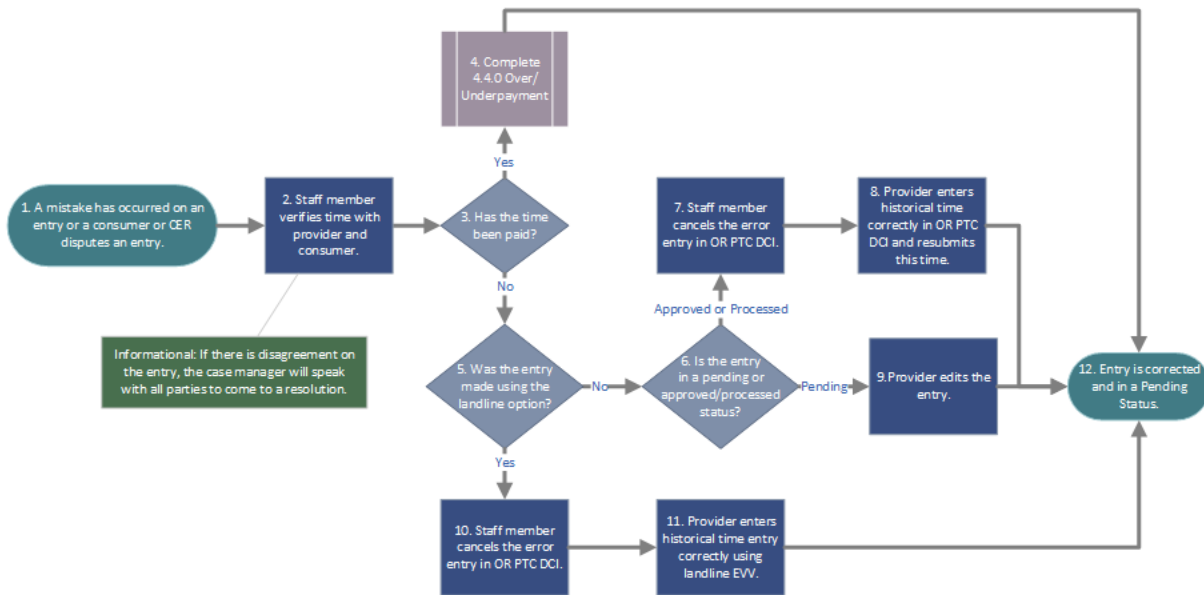 4. Complete
4.4.0 Over/
Underpayment
Yes
1. A mistake has occurred on an
entry or a consumer or CER
disputes an entry.
2. Staff member
verifies time with
provider and
consumer.
3. Has the time
been paid?
7. Staff member
cancels the error
entry in OR PTC DCI.
8. Provider enters
historical time
correctly in OR PTC
DCI and resubmits
this time.
No
Approved or Processed
Informational: If there is disagreement on
the entry, the case manager will speak
with all parties to come to a resolution.
5. Was the entry
made using the
landline option?
No
6. Is the entry
in a pending or
approved/processed
status?
Pending
9.Provider edits the
entry.
12. Entry is corrected
and in a Pending
Status.
Yes
10. Staff member
cancels the error
entry in OR PTC DCI.
11. Provider enters
historical time entry
correctly using
landline EVV.